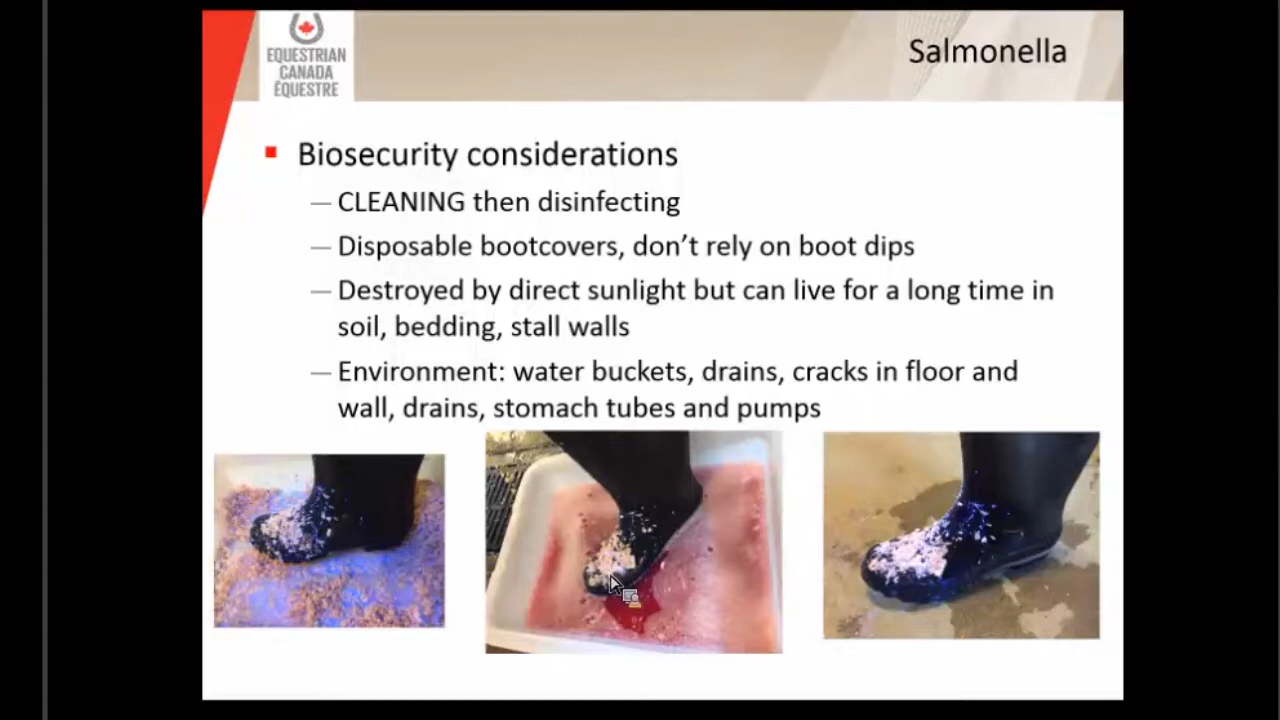 EQUESTRIAN
CANADA
ÉQUESTRE
Salmonella
Biosecurity considerations
— CLEANING then disinfecting
— Disposable bootcovers, don't rely on boot dips
— Destroyed by direct sunlight but can live for a long time in
soil, bedding, stall walls
— Environment: water buckets, drains, cracks in floor and
wall, drains, stomach tubes and pumps